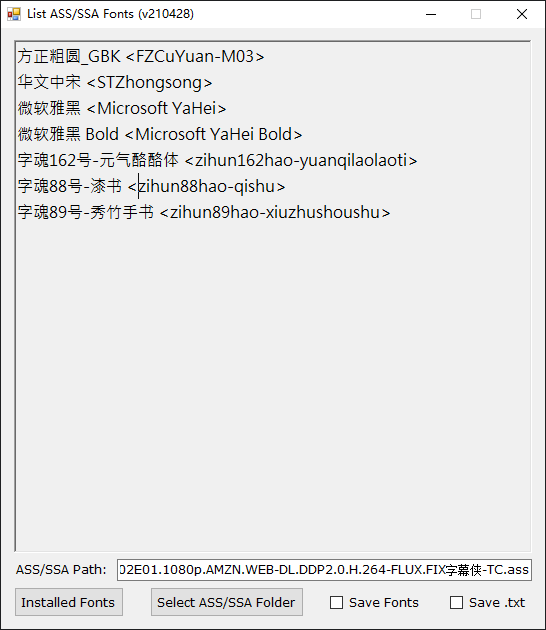 List ASS/SSA Fonts (v210428)
方正粗圆_GBK <FZCuYuan-M03>
华文中宋 <STZhongsong>
微软雅黑 <Microsoft YaHei>
微软雅黑 Bold <Microsoft YaHei Bold>
字魂162号-元气酪酪体 <zihun162hao-yuanqilaolaoti>
字魂88号-漆书 <zihun88hao-qishu>
字魂89号-秀竹手书 <zihun89hao-xiuzhushoushu>
ASS/SSA Path: 02E01.1080p.AMZN.WEB-DL.DDP2.0.H.264-FLUX.FIX字幕侠-TC.ass
Installed Fonts Select ASS/SSA Folder Save Fonts Save .txt